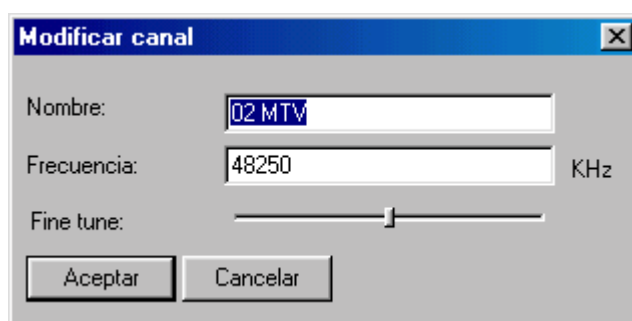 Modificar canal
Nombre: 02 MTV
Frecuencia: 48250 KHz
Fine tune:
Aceptar Cancelar